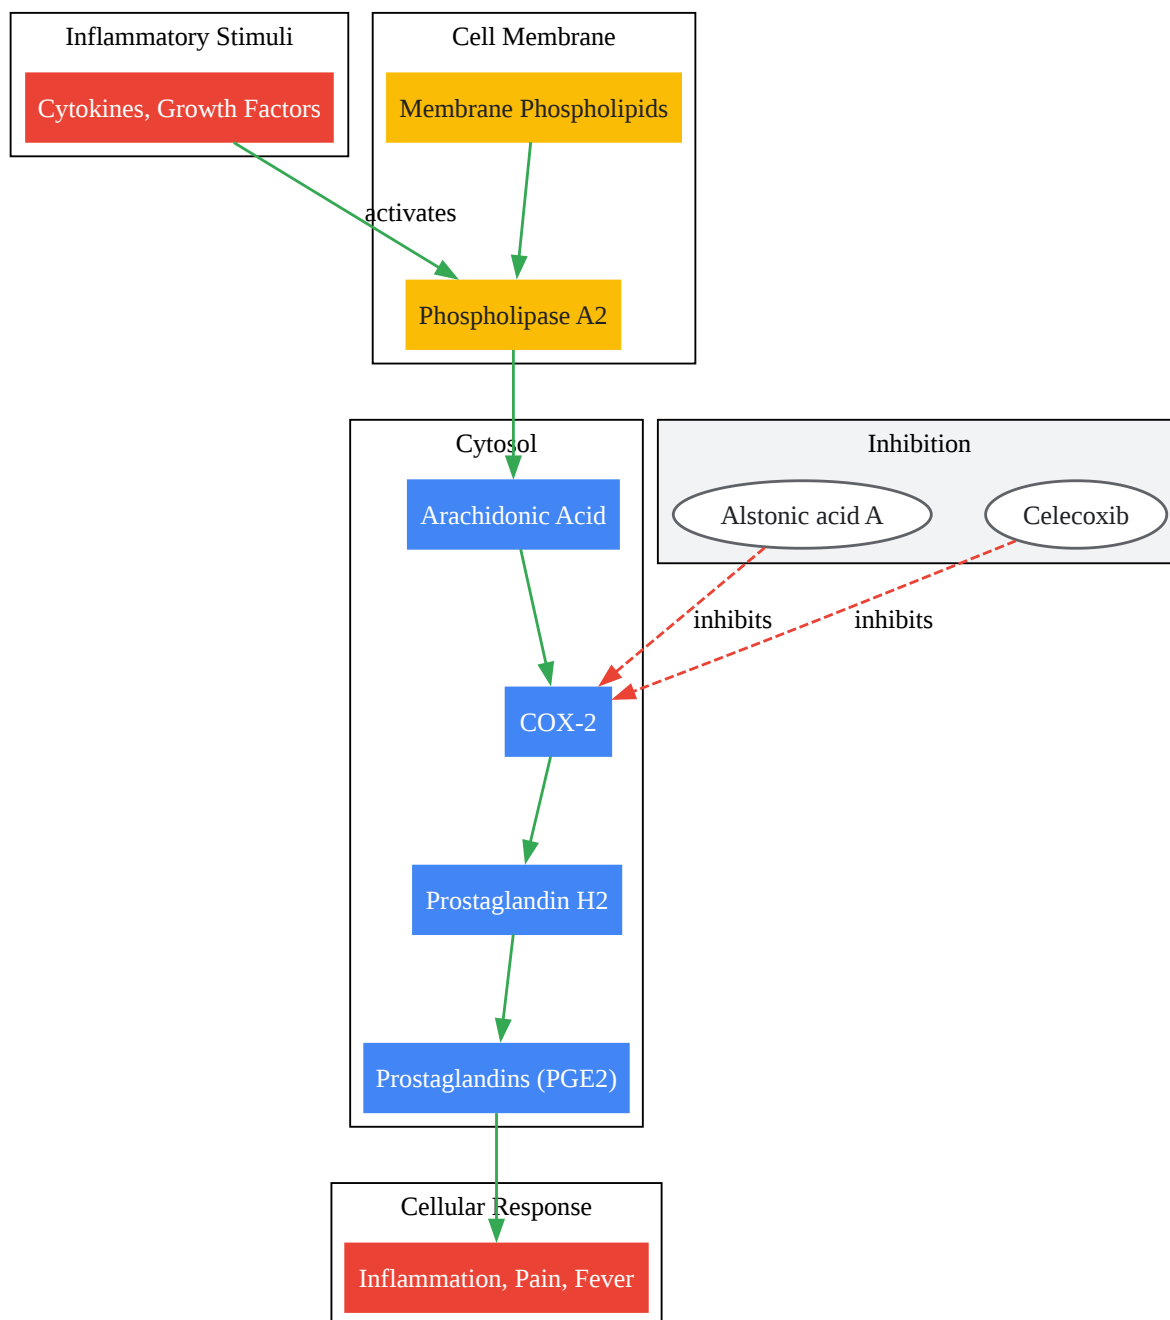 Inflammatory Stimuli
Cytokines, Growth Factors
Cell Membrane
Membrane Phospholipids
activates
Phospholipase A2
Cytosol
Arachidonic Acid
Inhibition
Alstonic acid A
Celecoxib
inhibits
inhibits
COX-2
Prostaglandin H2
Prostaglandins (PGE2)
Cellular Response
Inflammation, Pain, Fever